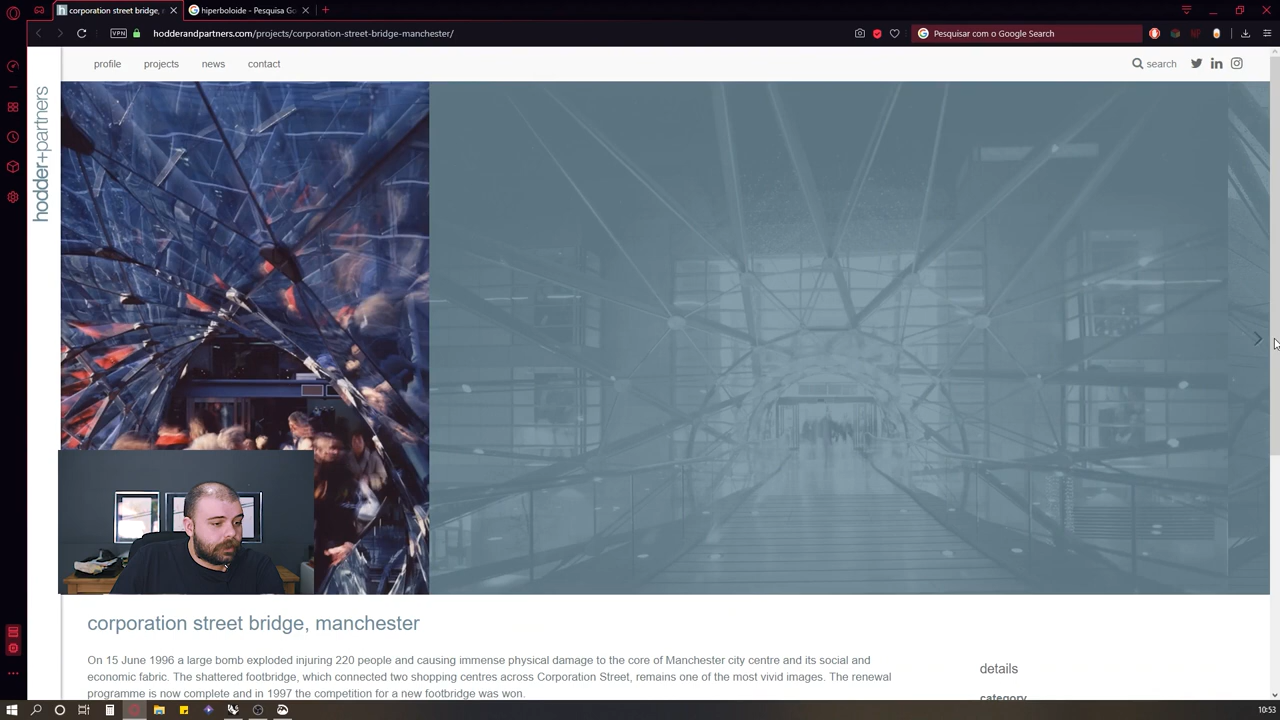 corporation street bridge,
hiperboloide - Pesquisa Go
VPN
hodderandpartners.com/projects/corporation-street-bridge-manchester/
Pesquisar com o Google Search
profile
projects
news
contact
search
hodder+partners
corporation street bridge, manchester
On 15 June 1996 a large bomb exploded injuring 220 people and causing immense physical damage to the core of Manchester city centre and its social and
economic fabric. The shattered footbridge, which connected two shopping centres across Corporation Street, remains one of the most vivid images. The renewal
programme is now complete and in 1997 the competition for a new footbridge was won.
details
category
10:53